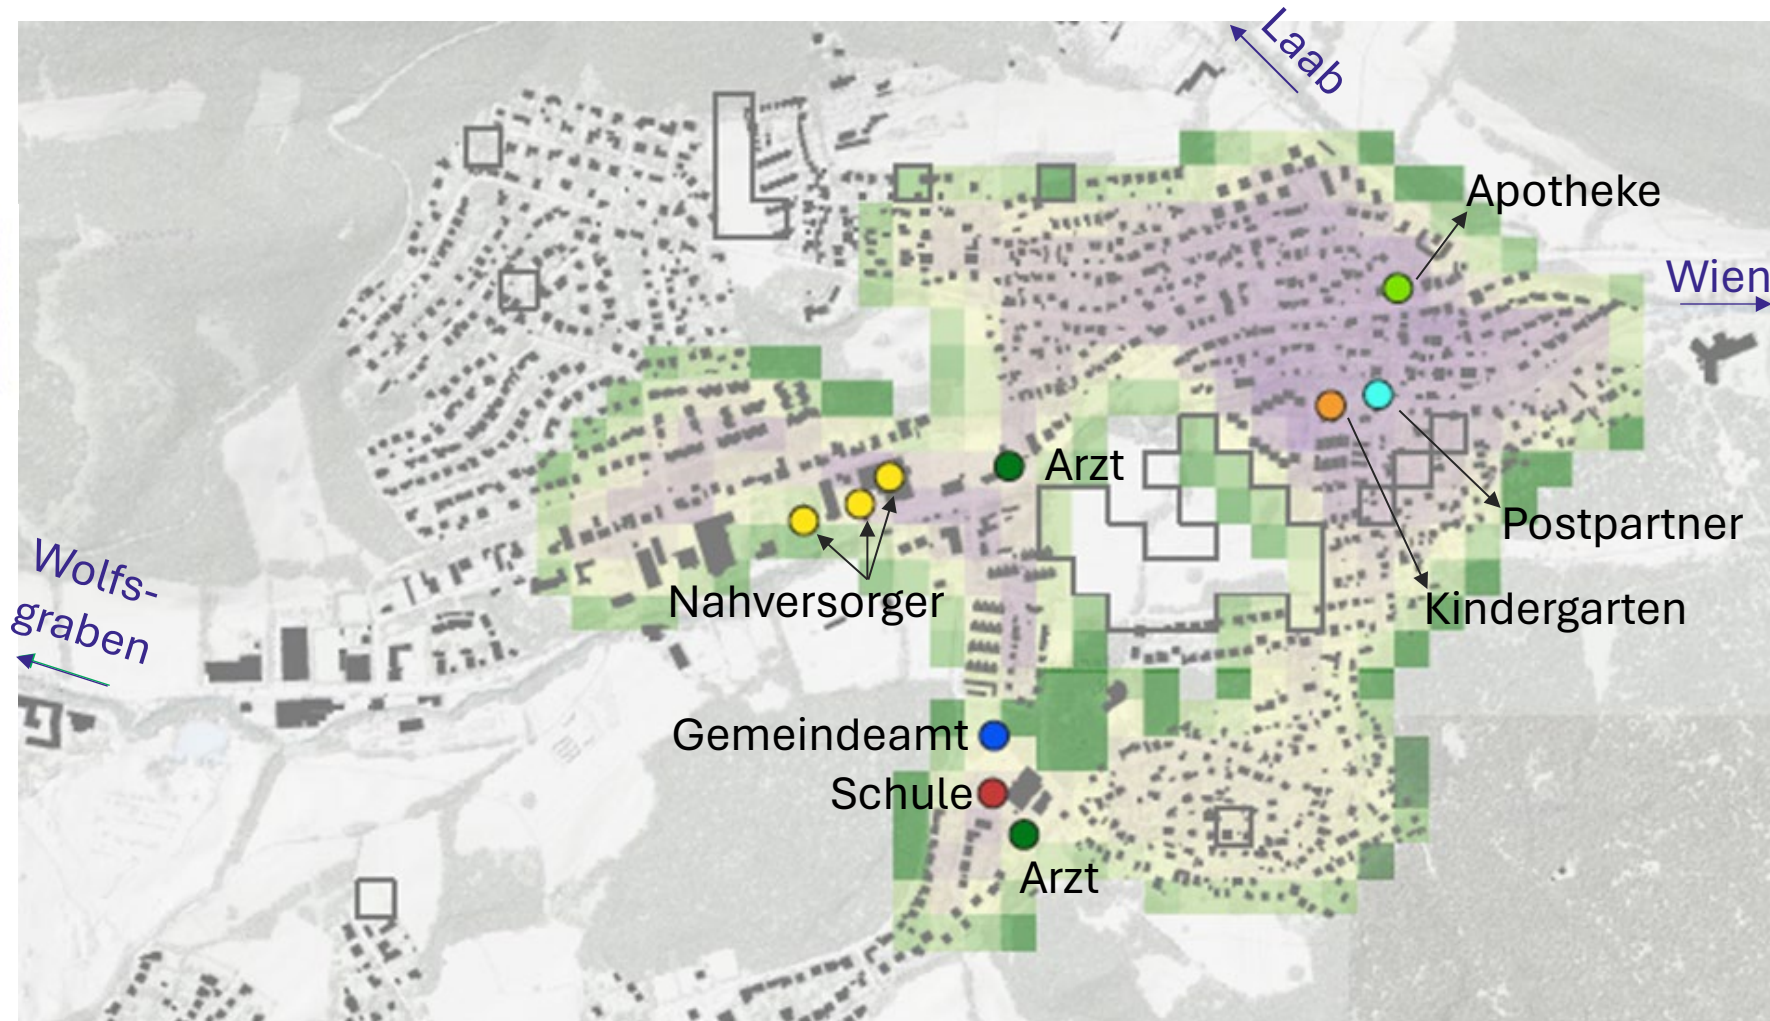 Laab
Apotheke
Wien
Arzt
Postpartner
Wolfs-
graben
Nahversorger
Kindergarten
Gemeindeamt
Schule
Arzt